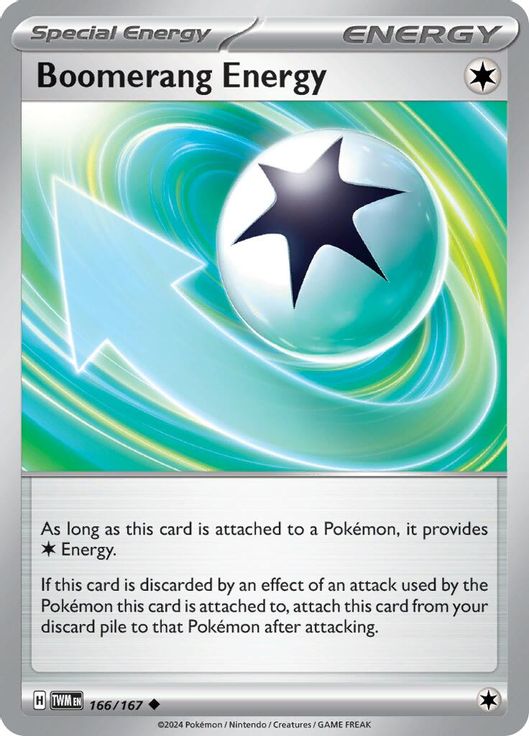 Special Energy ENERGY
Boomerang Energy
As long as this card is attached to a Pokémon, it provides
Energy.
If this card is discarded by an effect of an attack used by the
Pokémon this card is attached to, attach this card from your
discard pile to that Pokémon after attacking.
H TWM EN 166/167
©2024 Pokémon / Nintendo / Creatures / GAME FREAK